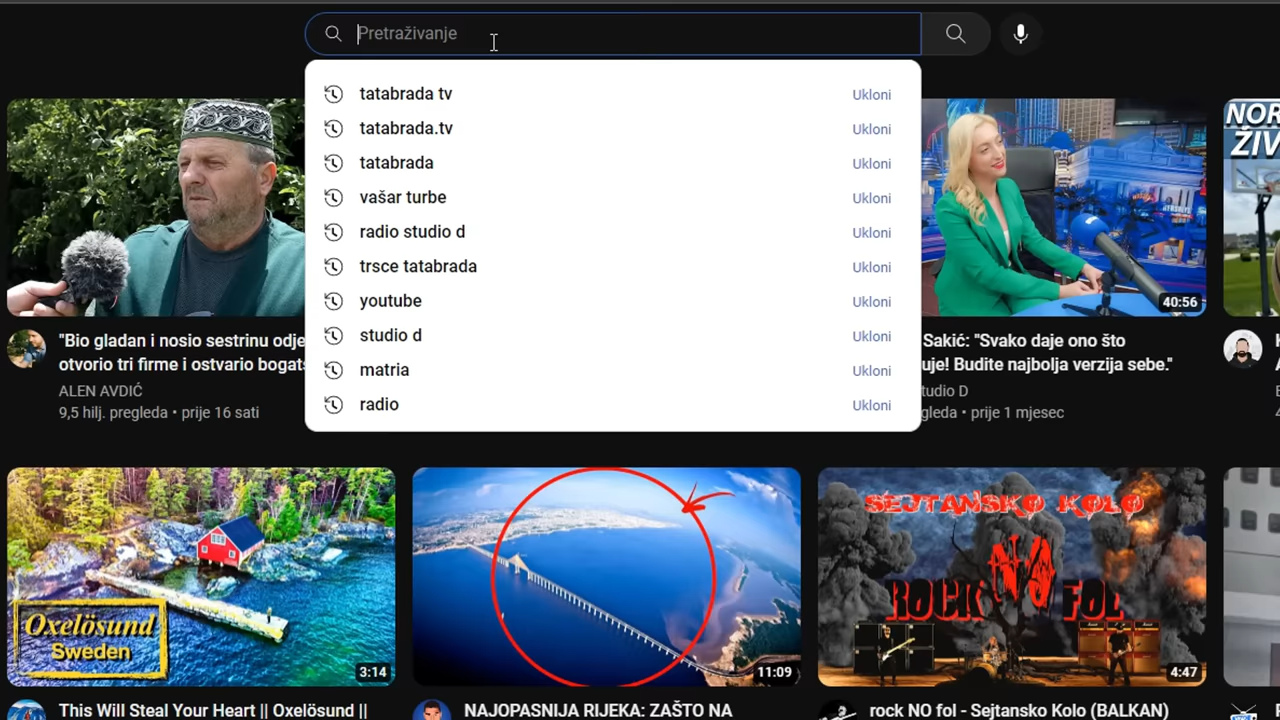 Pretraživanje
tatabrada tv
Ukloni
tatabrada.tv
Ukloni
tatabrada
Ukloni
vašar turbe
Ukloni
radio studio d
Ukloni
trsce tatabrada
Ukloni
youtube
Ukloni
studio d
Ukloni
matria
Ukloni
radio
Ukloni
"Bio gladan i nosio sestrinu odje
otvorio tri firme i ostvario bogats
ALEN AVDIĆ
9,5 hilj. pregleda • prije 16 sati
40:56
Sakić: "Svako daje ono što
uje! Budite najbolja verzija sebe."
tudio D
gleda • prije 1 mjesec
NOR
ŽIV
Oxelösund
Sweden
3:14
This Will Steal Your Heart || Oxelösund ||
11:09
NAJOPASNIJA RIJEKA: ZAŠTO NA
SEJTANSKO KOLO
ROCK NO FOL
4:47
rock NO fol - Sejtansko Kolo (BALKAN)